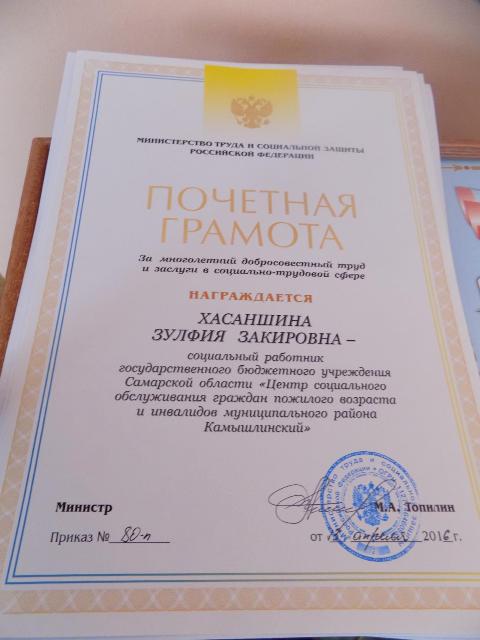 МИНИСТЕРСТВО ТРУДА И СОЦИАЛЬНОЙ ЗАЩИТЫ
РОССИЙСКОЙ ФЕДЕРАЦИИ
ПОЧЕТНАЯ
ГРАМОТА
За многолетний добросовестный труд
и заслуги в социально-трудовой сфере
НАГРАЖДАЕТСЯ
ХАСАНШИНА
ЗУЛФИЯ ЗАКИРОВНА –
социальный работник
государственного бюджетного учреждения
Самарской области «Центр социального
обслуживания граждан пожилого возраста
и инвалидов муниципального района
Камышлинский»
Министр
М.А. Топилин
Приказ № 80-п
от апреля 2016 г.